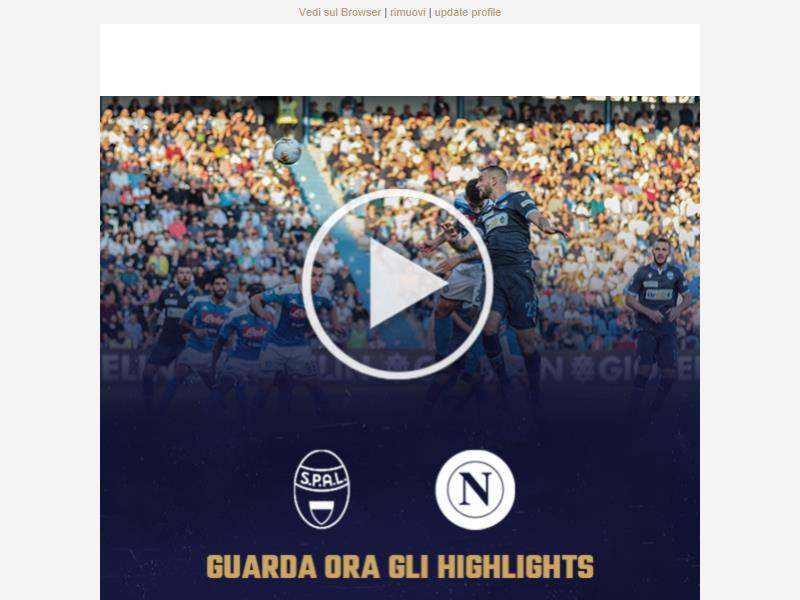 Vedi sul Browser | rimuovi | update profile
S.P.A.L.
N
GUARDA ORA GLI HIGHLIGHTS